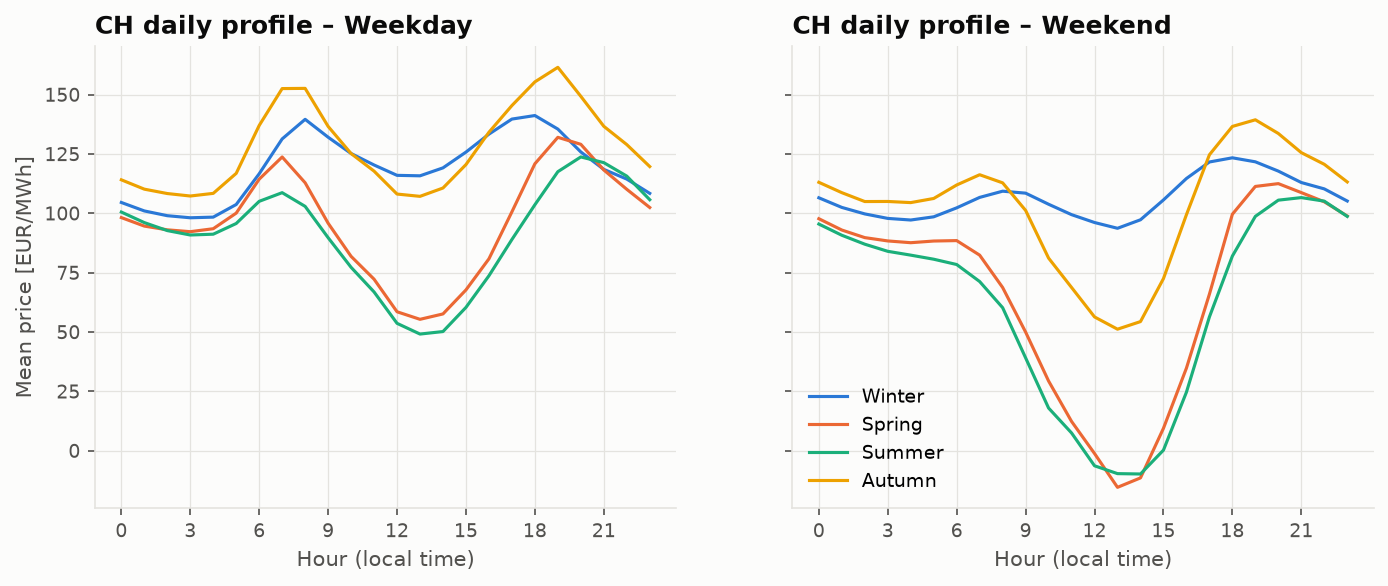 CH daily profile – Weekday
CH daily profile – Weekend
Mean price [EUR/MWh]
150
125
100
75
50
25
0
0 3 6 9 12 15 18 21
Hour (local time)
Winter
Spring
Summer
Autumn
0 3 6 9 12 15 18 21
Hour (local time)